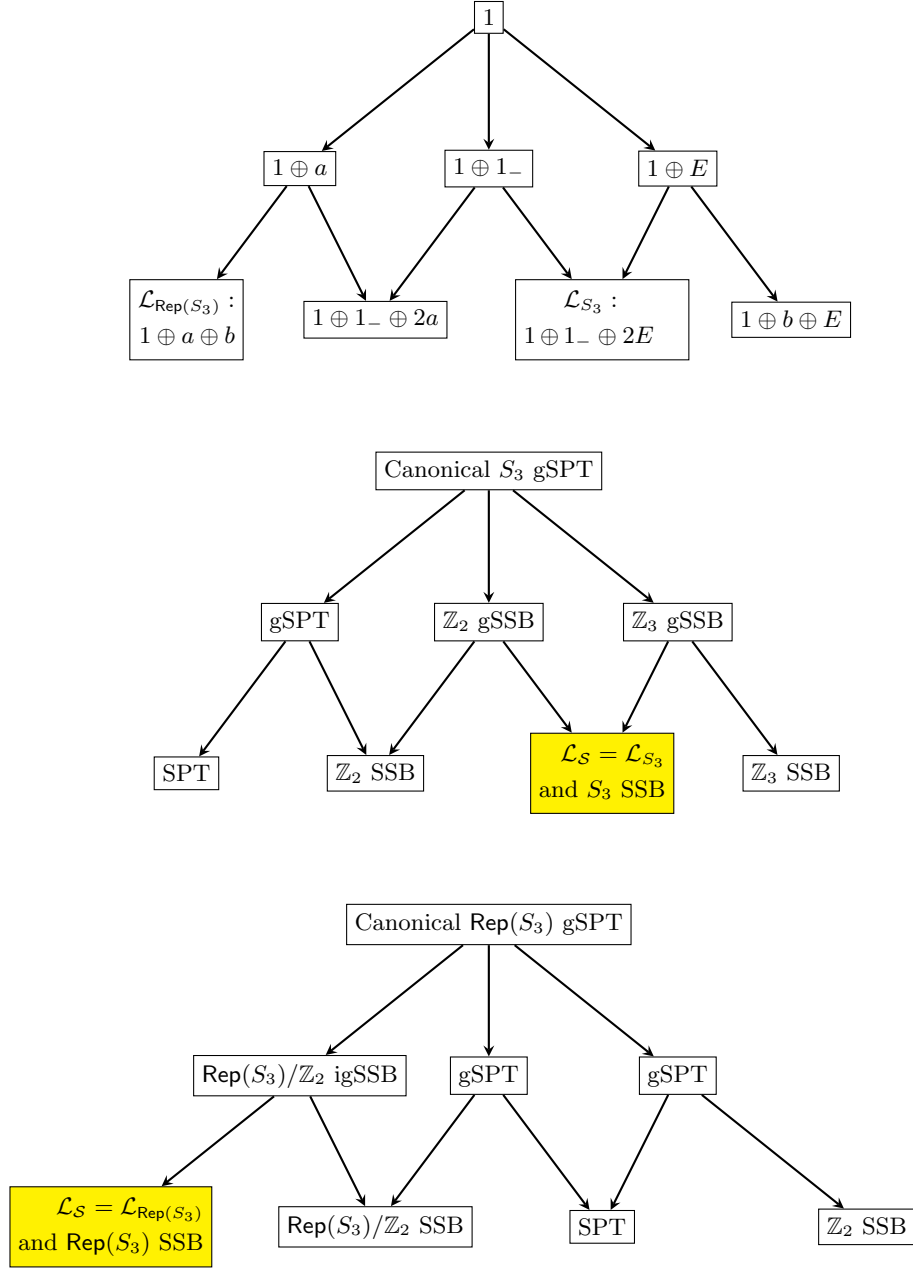 1
1 ⊕ a
1 ⊕ 1₋
1 ⊕ E
ℒ_Rep(S₃) :
1 ⊕ a ⊕ b
1 ⊕ 1₋ ⊕ 2a
ℒ_S₃ :
1 ⊕ 1₋ ⊕ 2E
1 ⊕ b ⊕ E
Canonical S₃ gSPT
gSPT
ℤ₂ gSSB
ℤ₃ gSSB
SPT
ℤ₂ SSB
ℒ_𝒮 = ℒ_S₃
and S₃ SSB
ℤ₃ SSB
Canonical Rep(S₃) gSPT
Rep(S₃)/ℤ₂ igSSB
gSPT
gSPT
ℒ_𝒮 = ℒ_Rep(S₃)
and Rep(S₃) SSB
Rep(S₃)/ℤ₂ SSB
SPT
ℤ₂ SSB